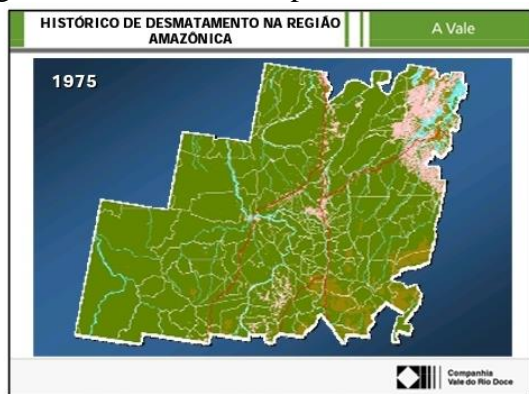 HISTÓRICO DE DESMATAMENTO NA REGIÃO
AMAZÔNICA
A Vale
1975
Companhia
Vale do Rio Doce